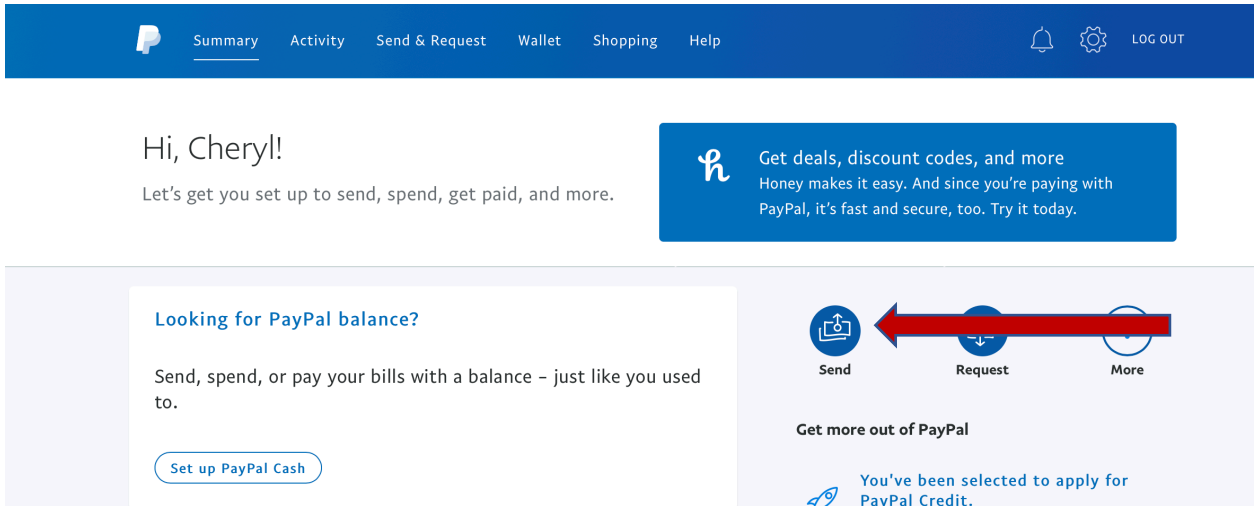 Summary Activity Send & Request Wallet Shopping Help LOG OUT
Hi, Cheryl!
Let's get you set up to send, spend, get paid, and more.
Get deals, discount codes, and more
Honey makes it easy. And since you're paying with
PayPal, it's fast and secure, too. Try it today.
Looking for PayPal balance?
Send, spend, or pay your bills with a balance – just like you used
to.
Set up PayPal Cash
Send Request More
Get more out of PayPal
You've been selected to apply for
PayPal Credit.